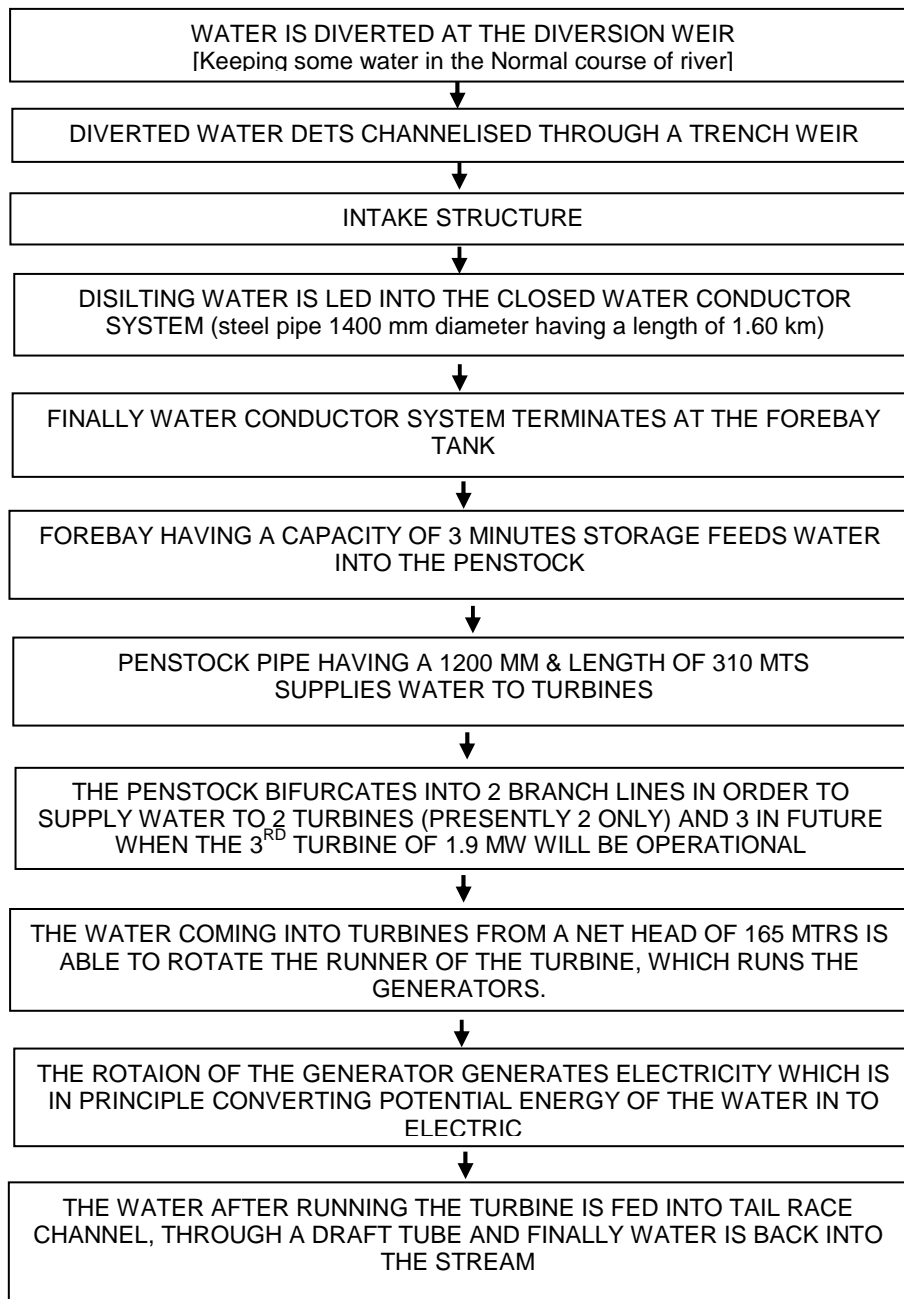 WATER IS DIVERTED AT THE DIVERSION WEIR
[Keeping some water in the Normal course of river]
DIVERTED WATER DETS CHANNELISED THROUGH A TRENCH WEIR
INTAKE STRUCTURE
DISILTING WATER IS LED INTO THE CLOSED WATER CONDUCTOR
SYSTEM (steel pipe 1400 mm diameter having a length of 1.60 km)
FINALLY WATER CONDUCTOR SYSTEM TERMINATES AT THE FOREBAY
TANK
FOREBAY HAVING A CAPACITY OF 3 MINUTES STORAGE FEEDS WATER
INTO THE PENSTOCK
PENSTOCK PIPE HAVING A 1200 MM & LENGTH OF 310 MTS
SUPPLIES WATER TO TURBINES
THE PENSTOCK BIFURCATES INTO 2 BRANCH LINES IN ORDER TO
SUPPLY WATER TO 2 TURBINES (PRESENTLY 2 ONLY) AND 3 IN FUTURE
WHEN THE 3RD TURBINE OF 1.9 MW WILL BE OPERATIONAL
THE WATER COMING INTO TURBINES FROM A NET HEAD OF 165 MTRS IS
ABLE TO ROTATE THE RUNNER OF THE TURBINE, WHICH RUNS THE
GENERATORS.
THE ROTAION OF THE GENERATOR GENERATES ELECTRICITY WHICH IS
IN PRINCIPLE CONVERTING POTENTIAL ENERGY OF THE WATER IN TO
ELECTRIC
THE WATER AFTER RUNNING THE TURBINE IS FED INTO TAIL RACE
CHANNEL, THROUGH A DRAFT TUBE AND FINALLY WATER IS BACK INTO
THE STREAM